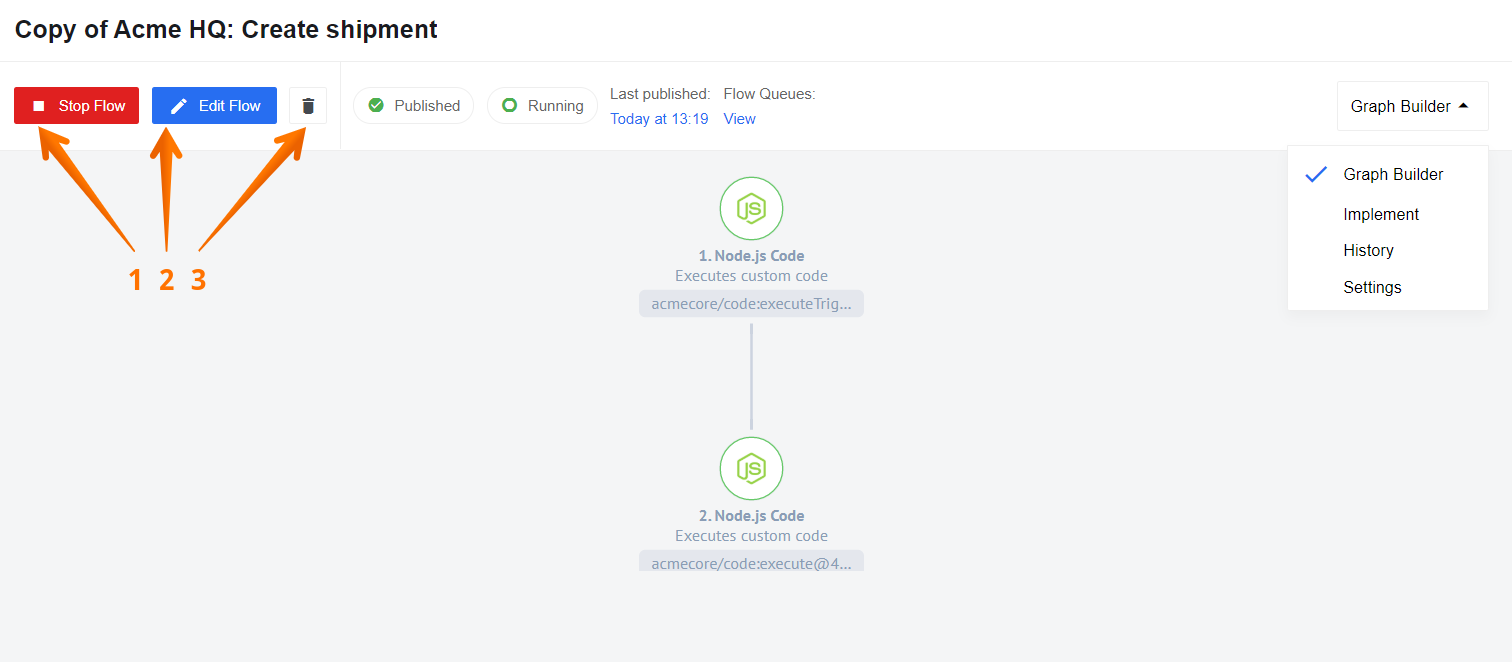 Copy of Acme HQ: Create shipment
Stop Flow
Edit Flow
Published
Running
Last published:
Today at 13:19
Flow Queues:
View
Graph Builder
Graph Builder
Implement
History
Settings
1 2 3
JS
1. Node.js Code
Executes custom code
acmecore/code:executeTrig...
JS
2. Node.js Code
Executes custom code
acmecore/code:execute@4...